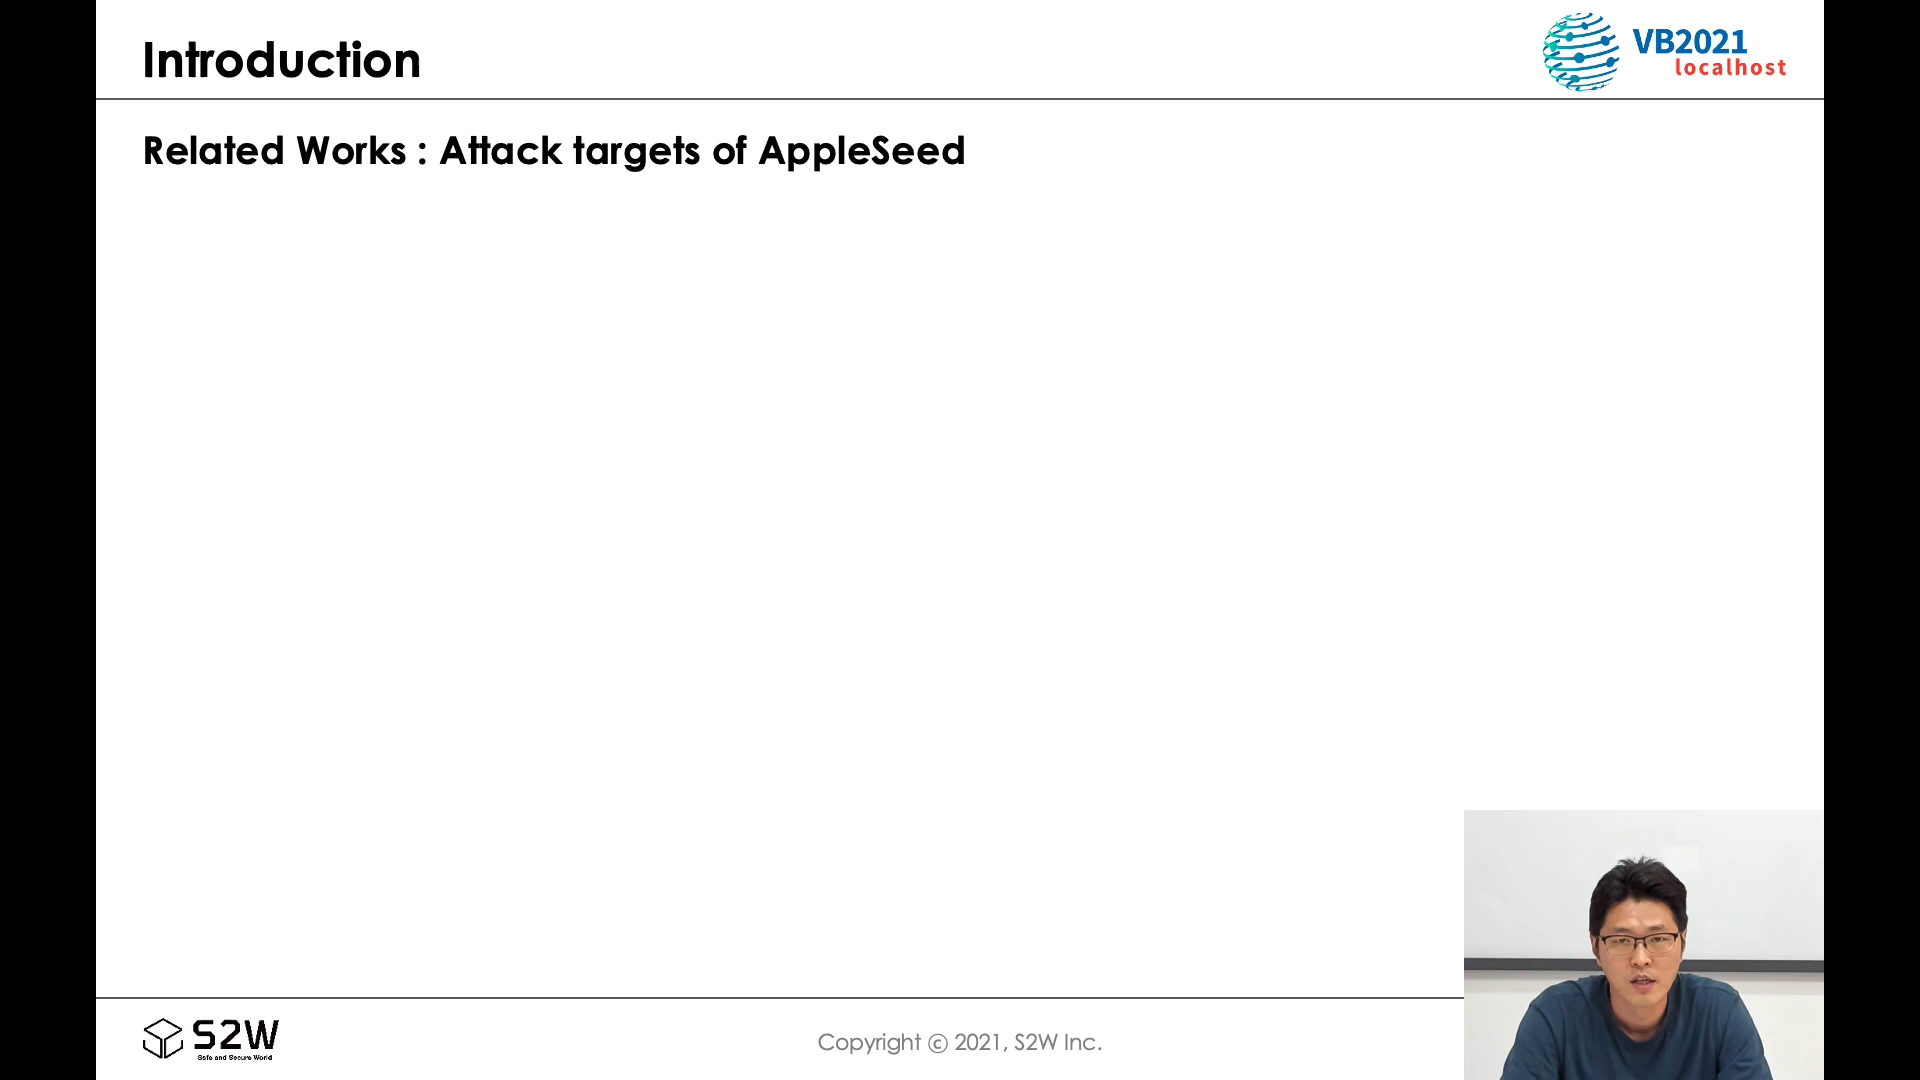 Introduction
VB2021
localhost
Related Works : Attack targets of AppleSeed
S2W
Safe and Secure World
Copyright ⓒ 2021, S2W Inc.